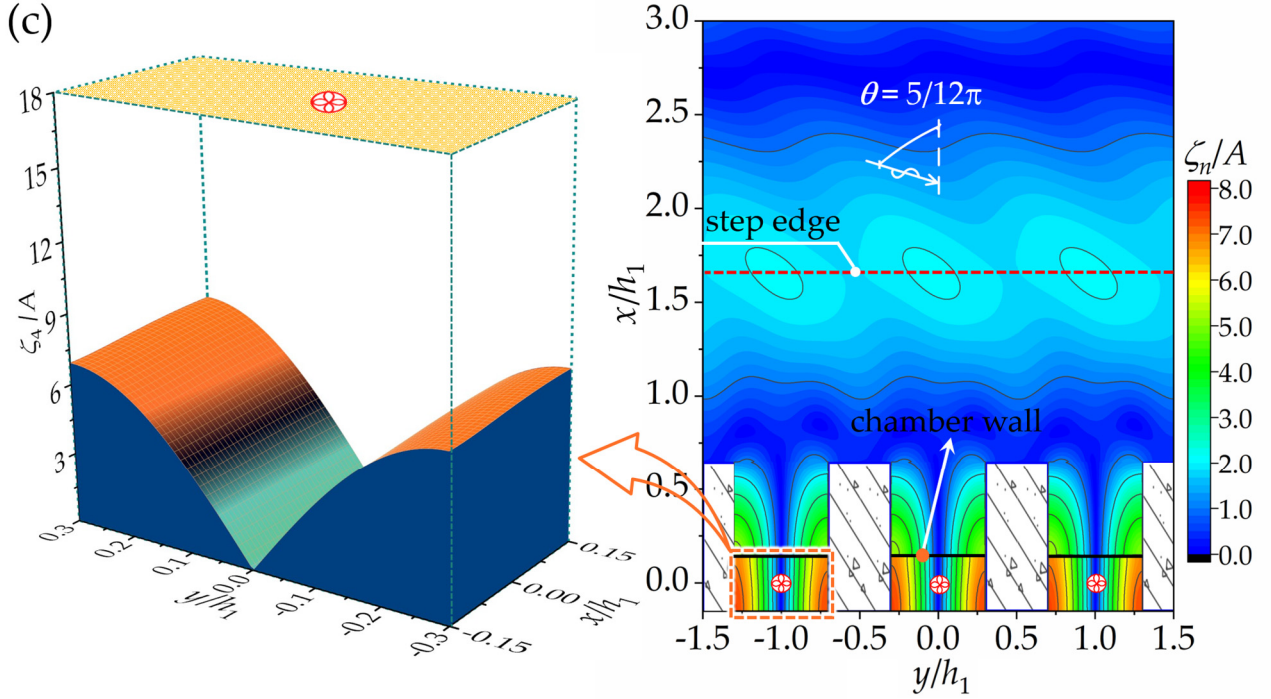 (c)
18
15
12
9
6
3
ζ₄/A
0.3
0.2
0.1
0.0
-0.1
-0.2
-0.3
y/h₁
-0.15
0.00
0.15
x/h₁
3.0
2.5
2.0
1.5
1.0
0.5
0.0
x/h₁
θ = 5/12π
step edge
chamber wall
-1.5 -1.0 -0.5 0.0 0.5 1.0 1.5
y/h₁
ζₙ/A
8.0
7.0
6.0
5.0
4.0
3.0
2.0
1.0
0.0